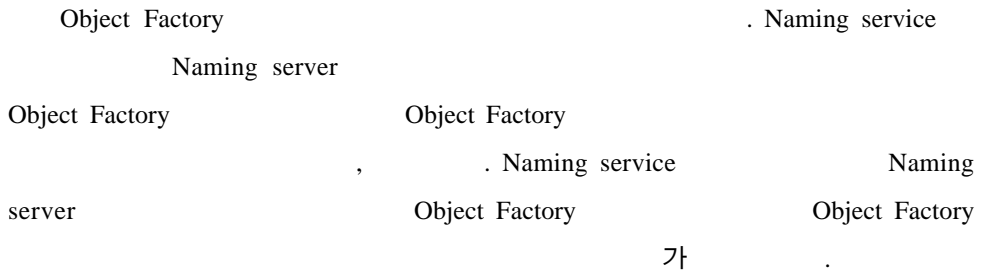 Object Factory . Naming service
Naming server
Object Factory Object Factory
, . Naming service Naming
server Object Factory Object Factory
가 .